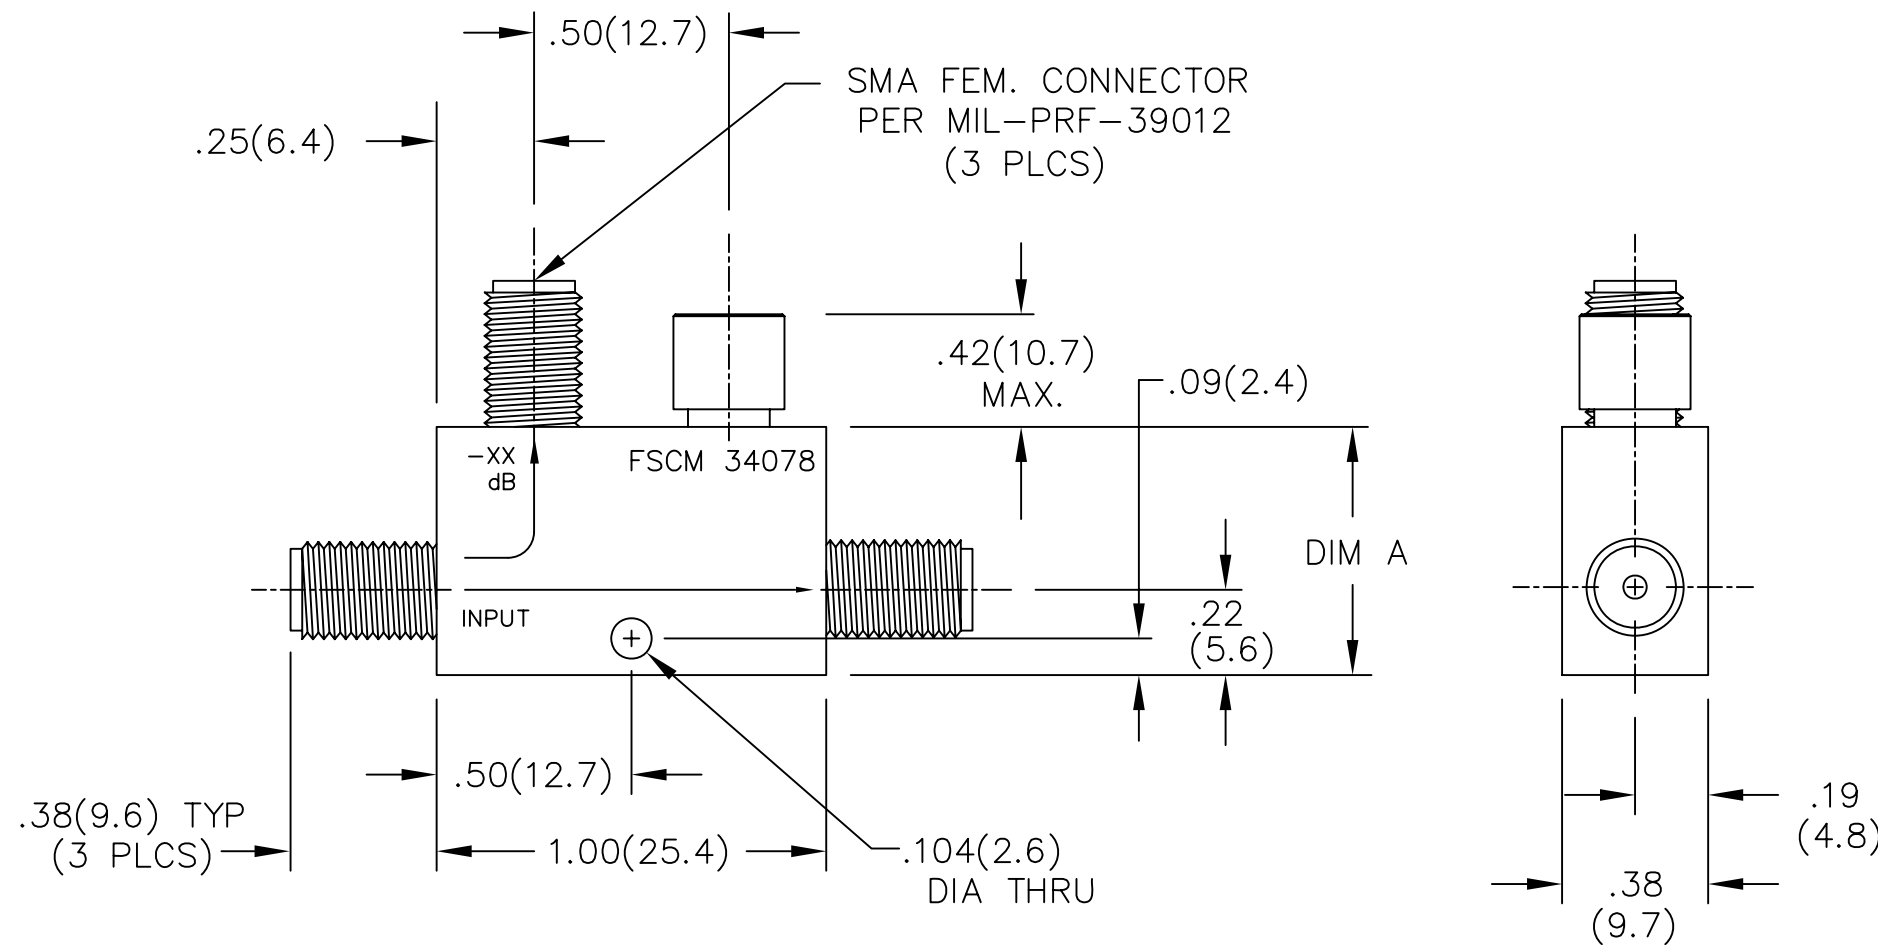 .50(12.7)
SMA FEM. CONNECTOR
PER MIL-PRF-39012
(3 PLCS)
.25(6.4)
.42(10.7)
MAX.
.09(2.4)
-XX
dB
FSCM 34078
DIM A
INPUT
.22
(5.6)
.50(12.7)
.38(9.6) TYP
(3 PLCS)
1.00(25.4)
.104(2.6)
DIA THRU
.19
(4.8)
.38
(9.7)